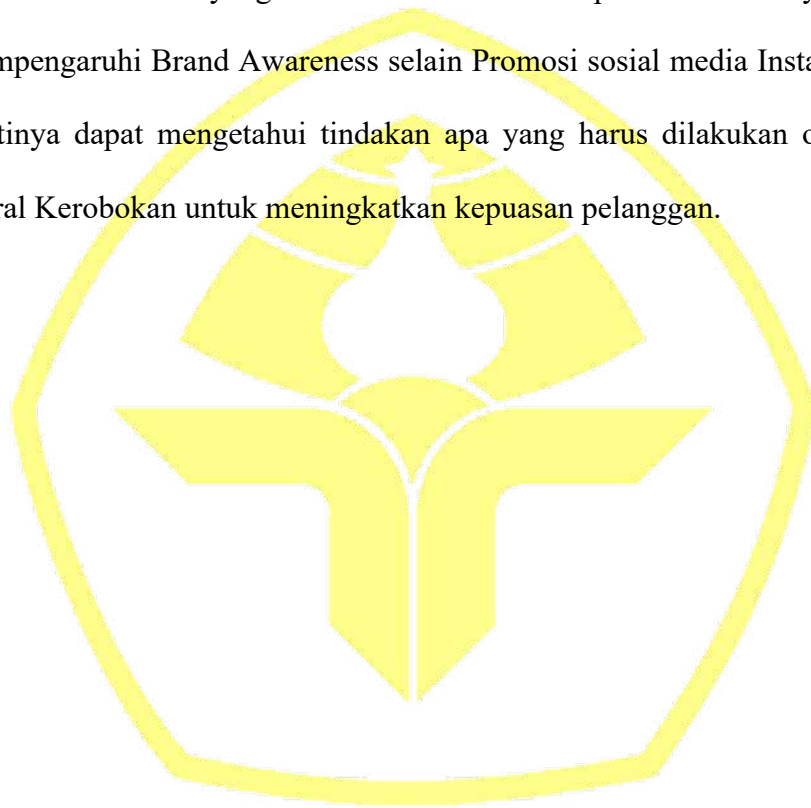 mpengaruhi Brand Awareness selain Promosi sosial media Insta
tinya dapat mengetahui tindakan apa yang harus dilakukan o
ral Kerobokan untuk meningkatkan kepuasan pelanggan.